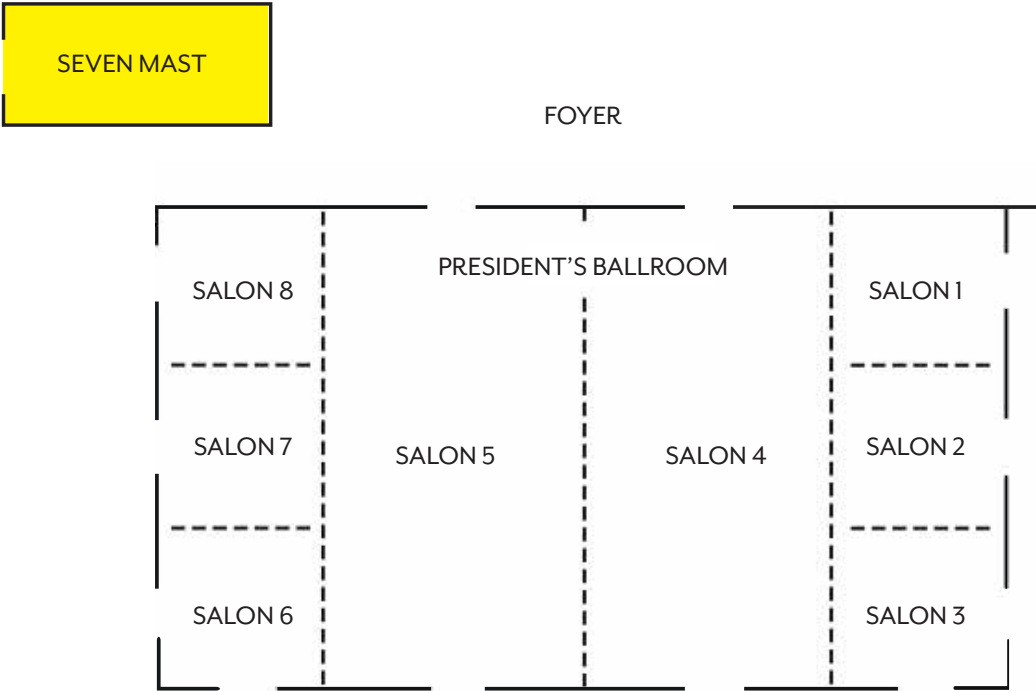 SEVEN MAST
FOYER
PRESIDENT'S BALLROOM
SALON 8
SALON 1
SALON 7
SALON 2
SALON 5
SALON 4
SALON 6
SALON 3